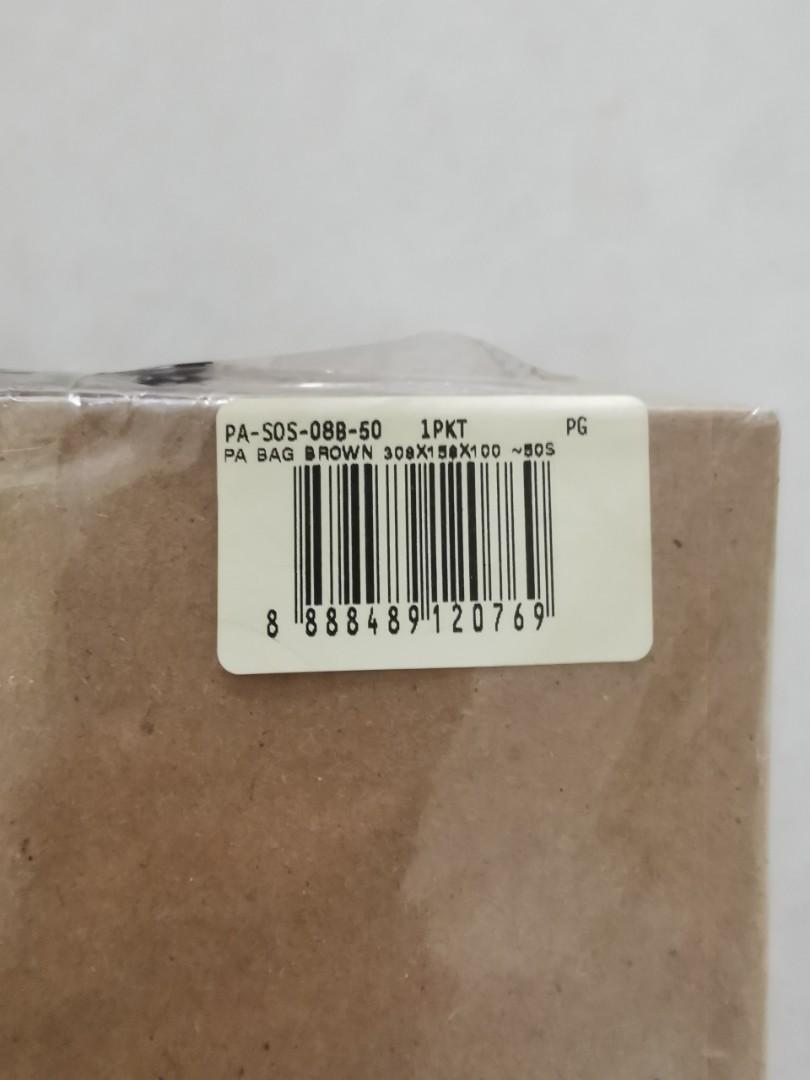 PA-SOS-08B-50 1PKT PG
PA BAG BROWN 308X158X100 ~50S
8 888489 120769